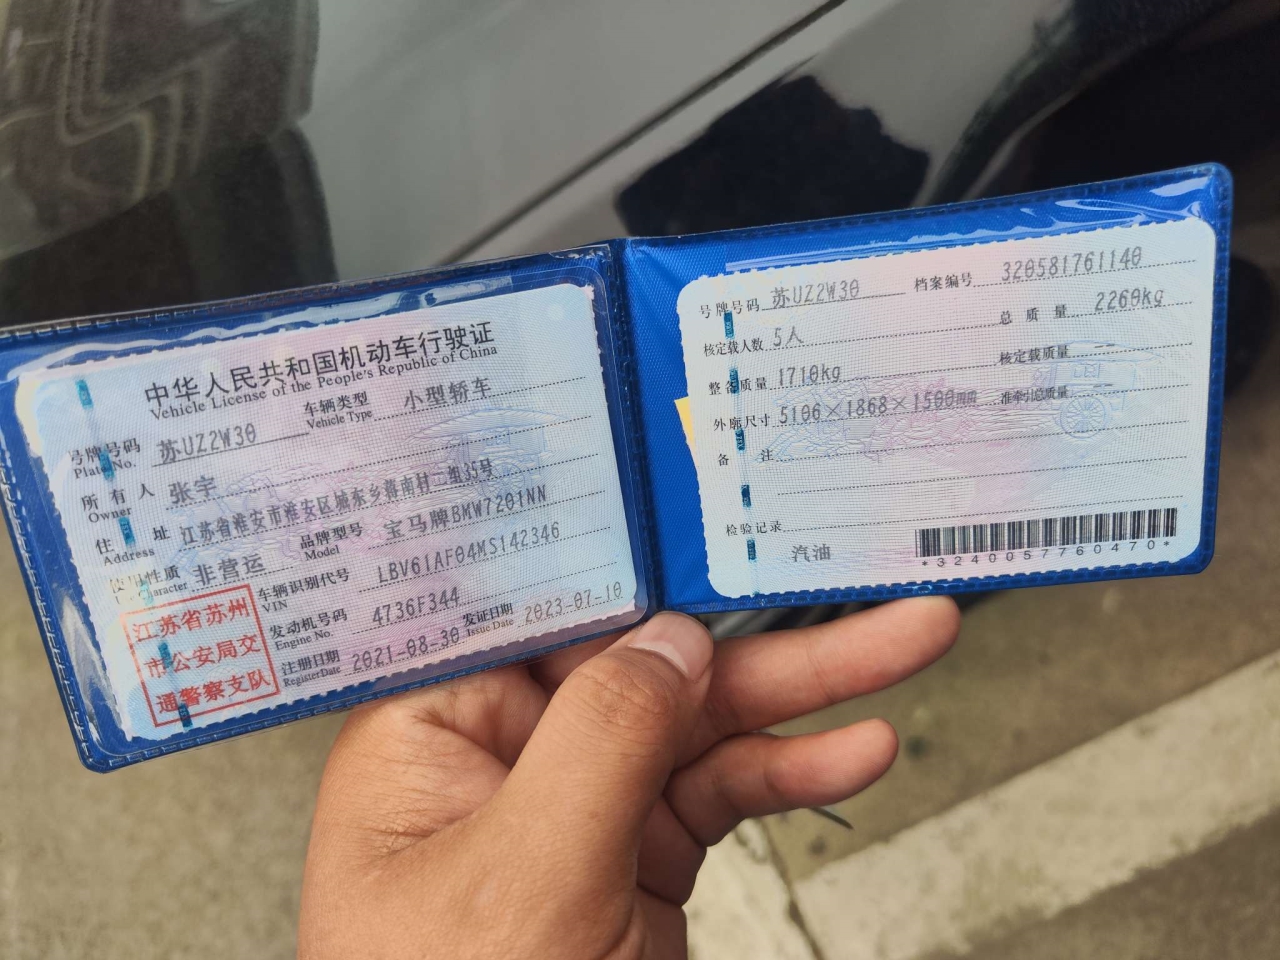 中华人民共和国机动车行驶证
Vehicle License of the People's Republic of China
号牌号码 苏UZ2W30 车辆类型 小型轿车
Plate No. Vehicle Type
所有人 张宇
Owner
住址 江苏省淮安市淮安区城东乡蒋南村二组35号
Address
使用性质 非营运 品牌型号 宝马牌BMW7201NN
Character Model
车辆识别代号 LBV61AF04MS142346
VIN
发动机号码 4736F344
Engine No.
注册日期 2021-08-30 发证日期 2023-07-10
Register Date Issue Date
江苏省苏州
市公安局交
通警察支队
号牌号码 苏UZ2W30 档案编号 320581761140
核定载人数 5人 总质量 2260kg
整备质量 1710kg 核定载质量
外廓尺寸 5106×1868×1500mm 准牵引总质量
备注
检验记录
汽油
*3240057760470*